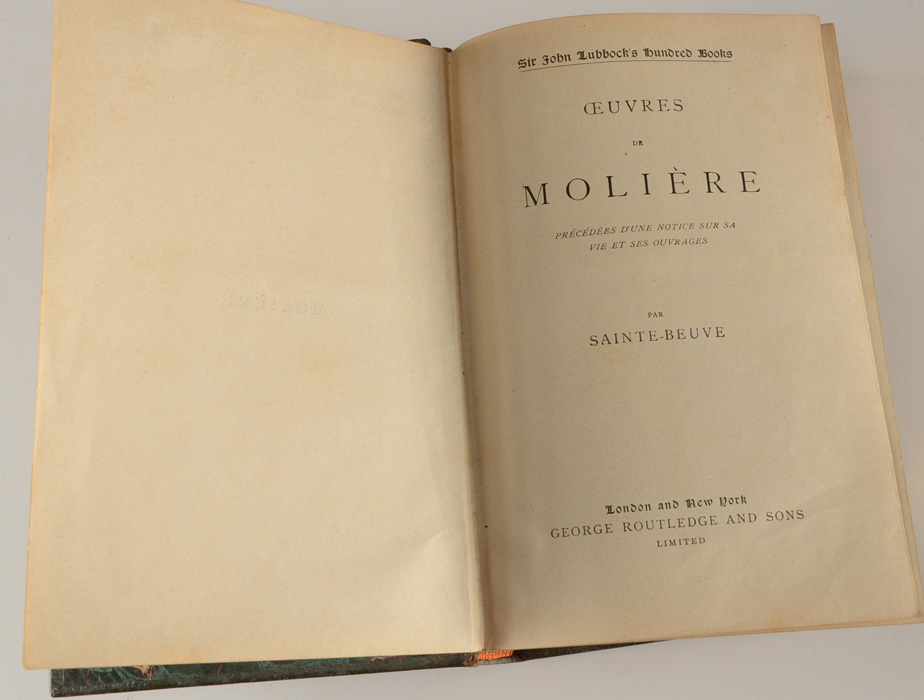 Sir John Lubbock's Hundred Books
ŒUVRES
DE
MOLIÈRE
PRÉCÉDÉES D'UNE NOTICE SUR SA
VIE ET SES OUVRAGES
PAR
SAINTE-BEUVE
London and New York
GEORGE ROUTLEDGE AND SONS
LIMITED